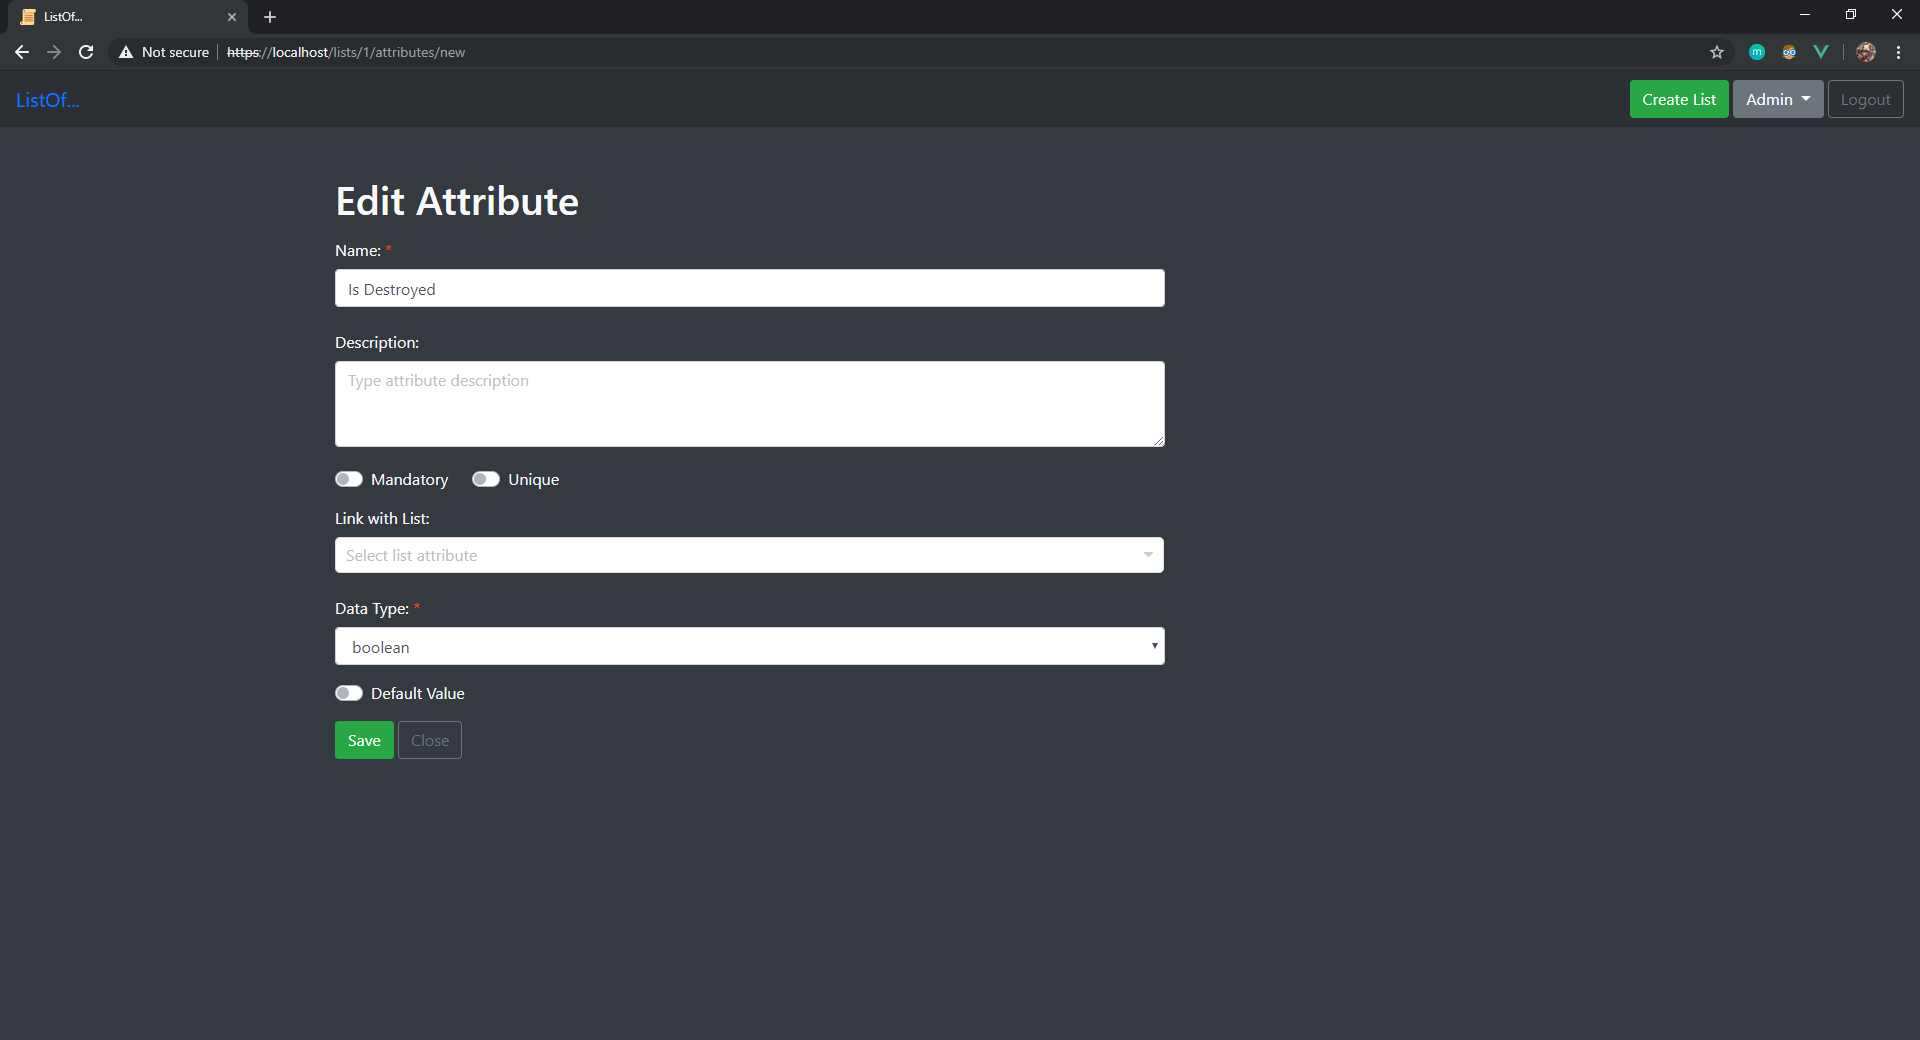 ListOf...
Not secure https://localhost/lists/1/attributes/new
m
ListOf...
Create List Admin Logout
Edit Attribute
Name: *
Is Destroyed
Description:
Type attribute description
Mandatory Unique
Link with List:
Select list attribute
Data Type: *
boolean
Default Value
Save Close